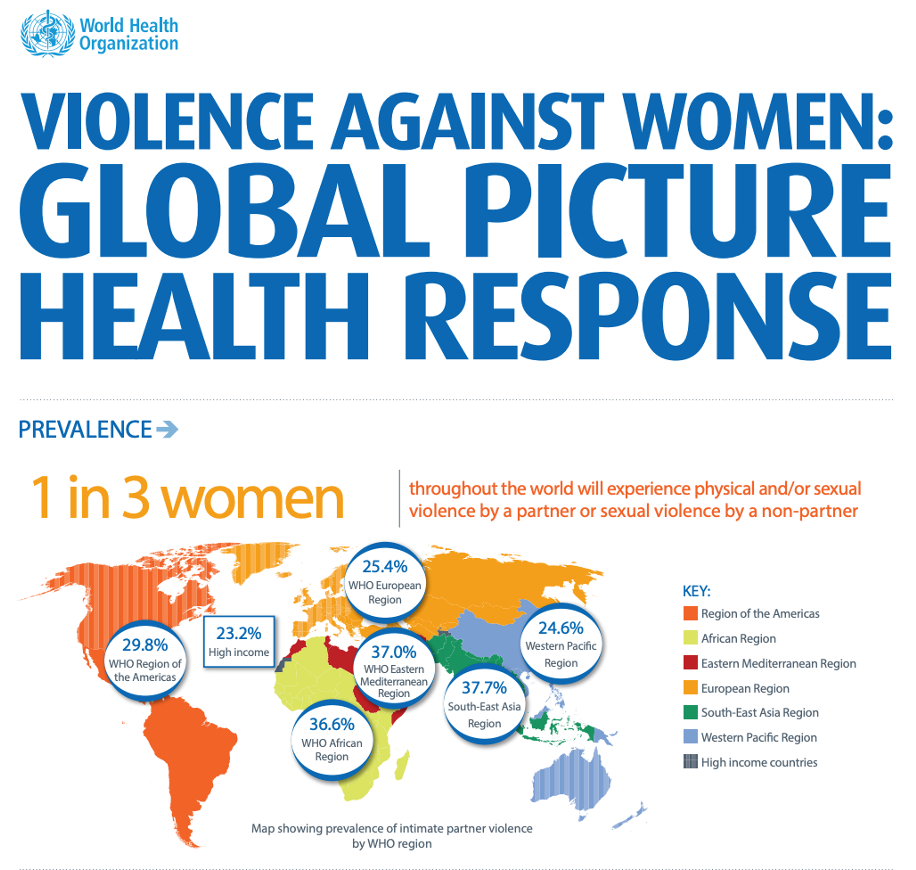 World Health
Organization
VIOLENCE AGAINST WOMEN:
GLOBAL PICTURE
HEALTH RESPONSE
PREVALENCE
1 in 3 women
throughout the world will experience physical and/or sexual
violence by a partner or sexual violence by a non-partner
25.4%
WHO European
Region
29.8%
WHO Region of
the Americas
23.2%
High income
37.0%
WHO Eastern
Mediterranean
Region
24.6%
Western Pacific
Region
37.7%
South-East Asia
Region
36.6%
WHO African
Region
Map showing prevalence of intimate partner violence
by WHO region
KEY:
Region of the Americas
African Region
Eastern Mediterranean Region
European Region
South-East Asia Region
Western Pacific Region
High income countries